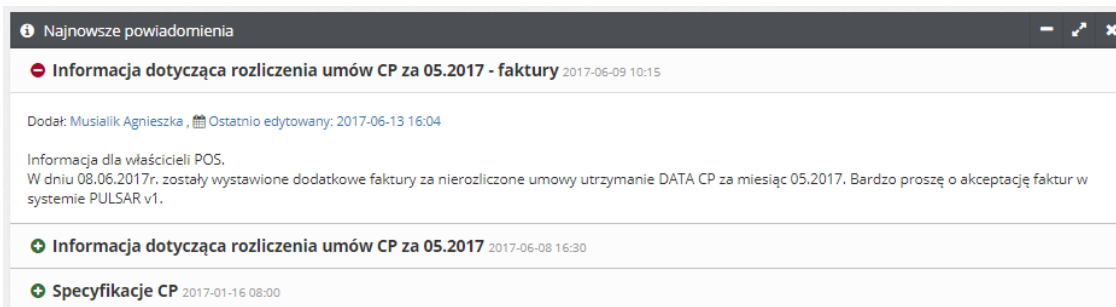 Najnowsze powiadomienia
Informacja dotycząca rozliczenia umów CP za 05.2017 - faktury 2017-06-09 10:15
Dodał: Musialik Agnieszka , Ostatnio edytowany: 2017-06-13 16:04
Informacja dla właścicieli POS.
W dniu 08.06.2017r. zostały wystawione dodatkowe faktury za nierozliczone umowy utrzymanie DATA CP za miesiąc 05.2017. Bardzo proszę o akceptację faktur w
systemie PULSAR v1.
Informacja dotycząca rozliczenia umów CP za 05.2017 2017-06-08 16:30
Specyfikacje CP 2017-01-16 08:00